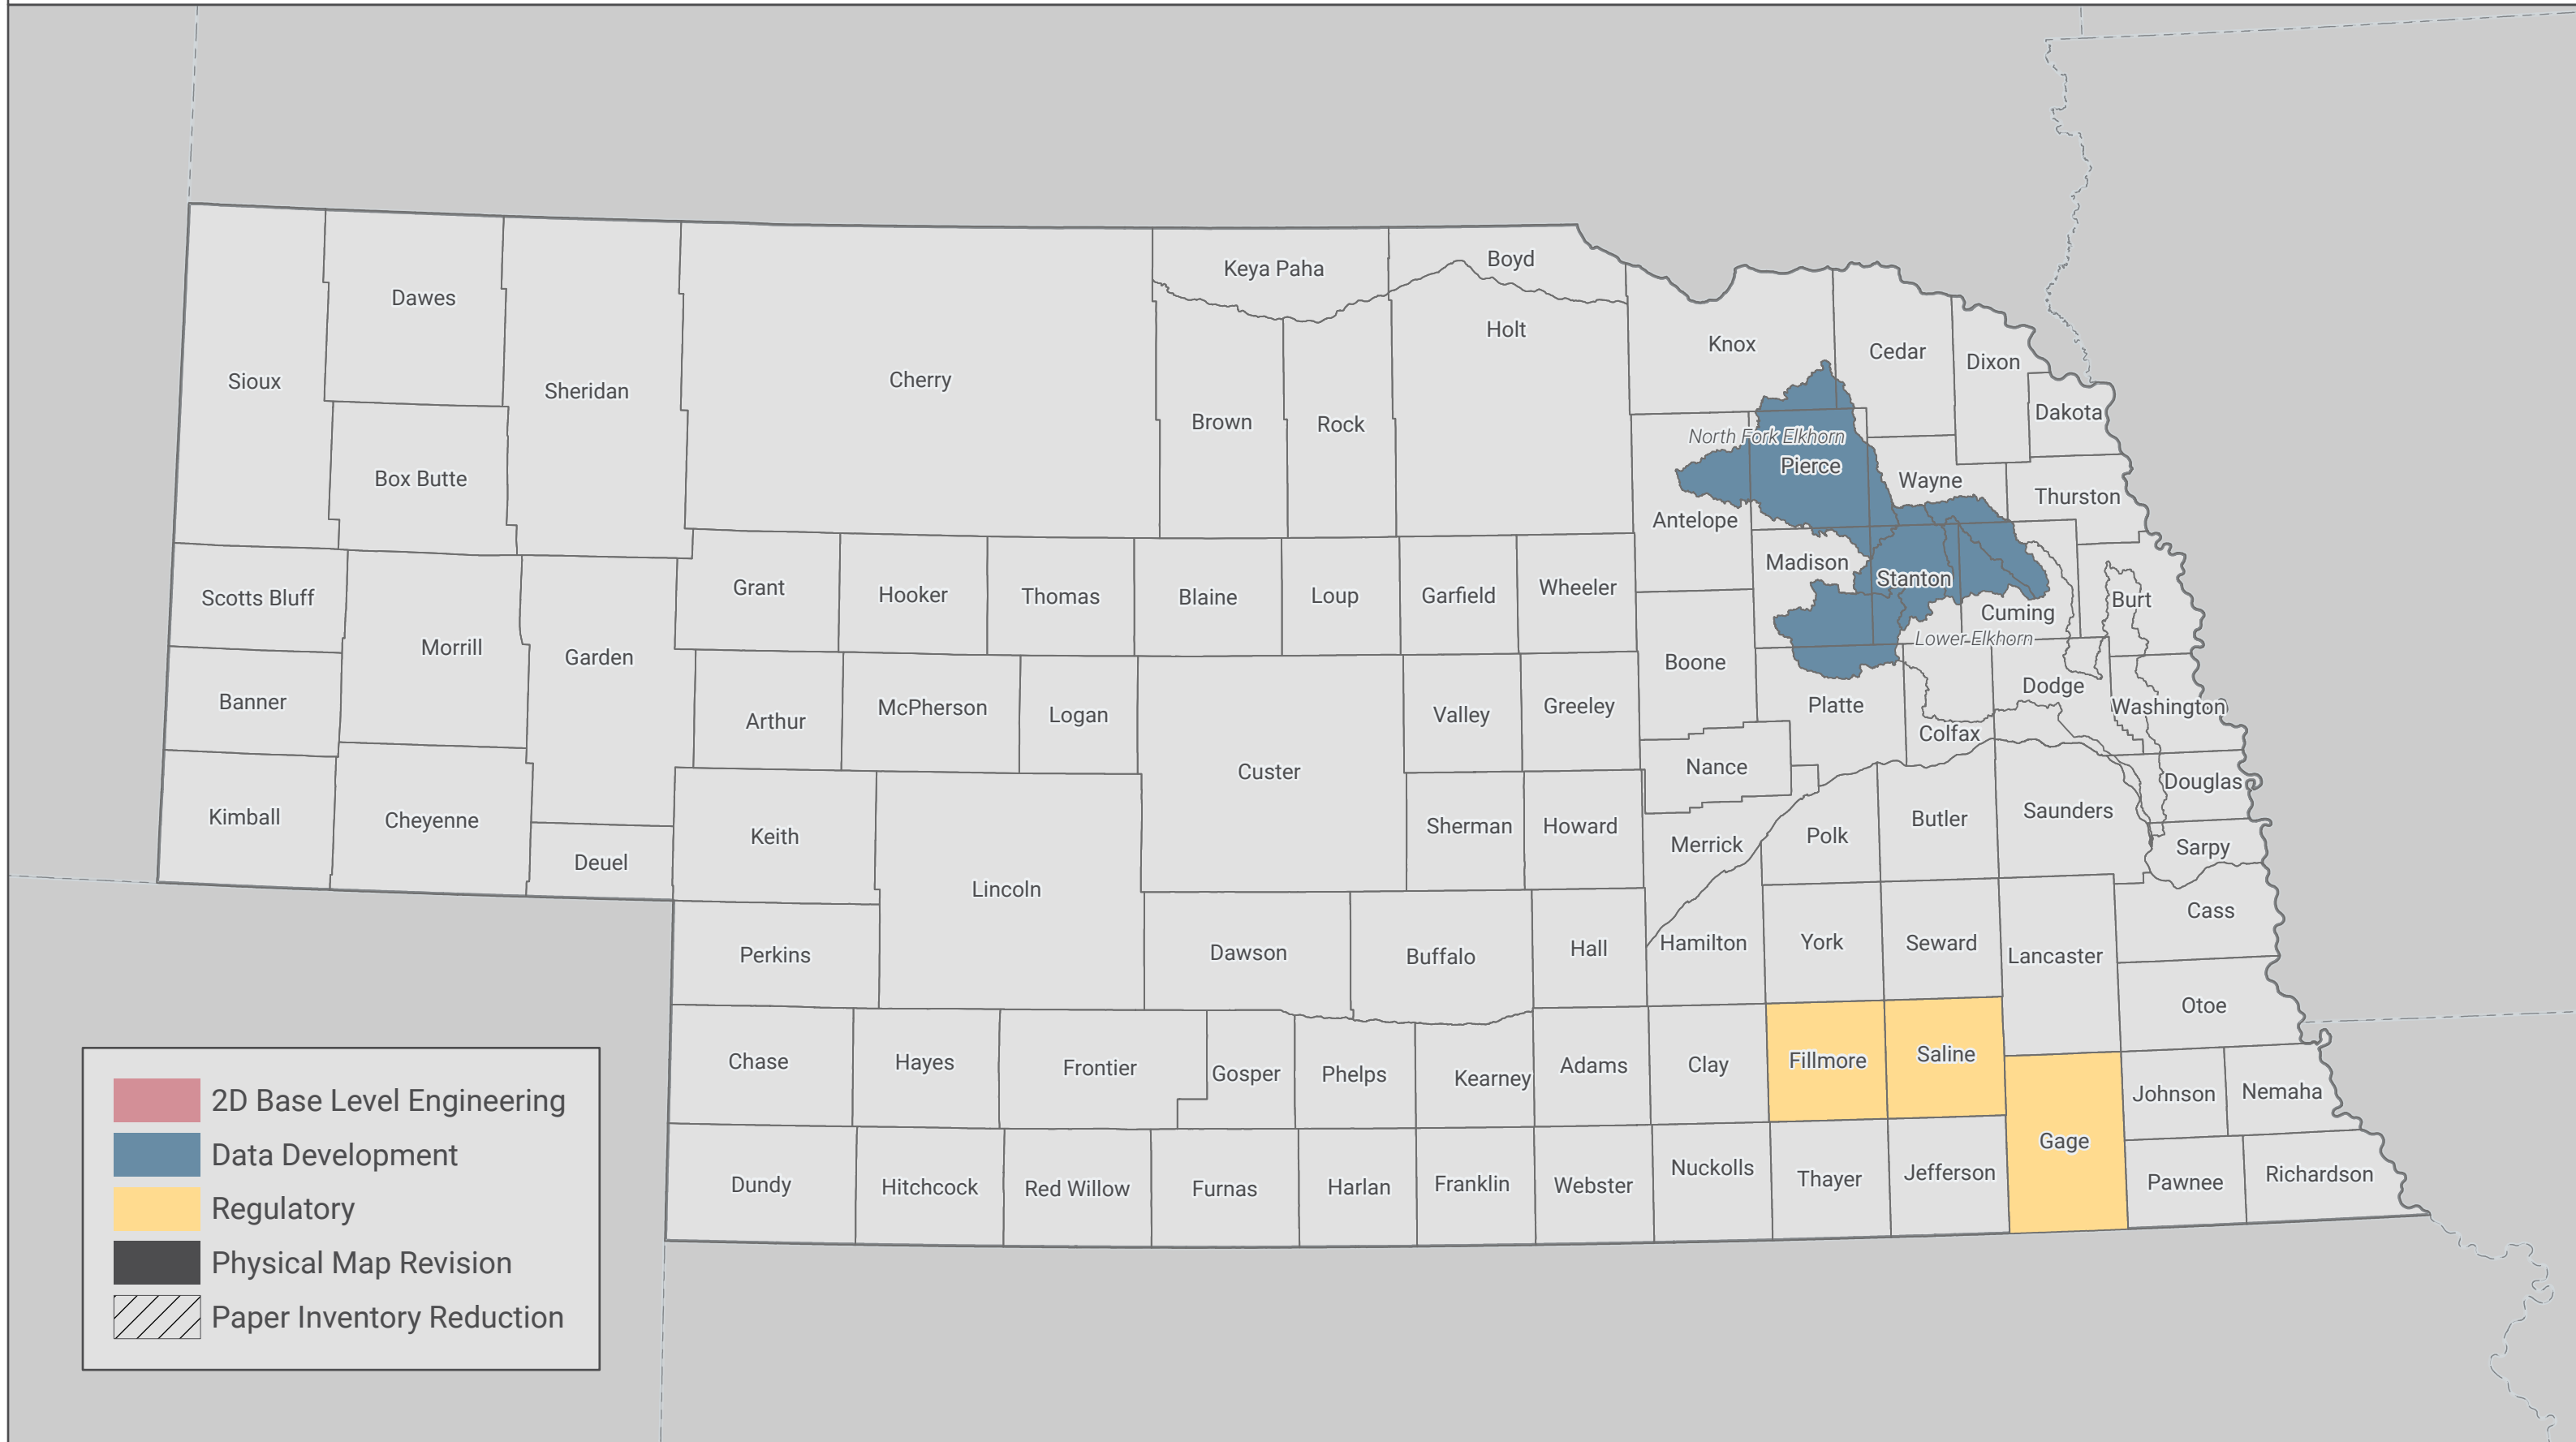 Boyd
Keya Paha
Dawes
Holt
Knox
Cedar
Dixon
Sioux
Sheridan
Cherry
Dakota
Brown
Rock
North Fork Elkhorn
Pierce
Box Butte
Wayne
Thurston
Antelope
Madison
Stanton
Grant
Hooker
Thomas
Blaine
Loup
Garfield
Wheeler
Scotts Bluff
Burt
Cuming
Lower Elkhorn
Morrill
Garden
Boone
Dodge
Banner
Arthur
McPherson
Logan
Valley
Greeley
Platte
Washington
Colfax
Custer
Nance
Douglas
Kimball
Cheyenne
Keith
Sherman
Howard
Merrick
Polk
Butler
Saunders
Sarpy
Deuel
Lincoln
Cass
Perkins
Dawson
Buffalo
Hall
Hamilton
York
Seward
Lancaster
Otoe
Chase
Hayes
Frontier
Gosper
Phelps
Kearney
Adams
Clay
Fillmore
Saline
Johnson
Nemaha
Gage
Dundy
Hitchcock
Red Willow
Furnas
Harlan
Franklin
Webster
Nuckolls
Thayer
Jefferson
Pawnee
Richardson
2D Base Level Engineering
Data Development
Regulatory
Physical Map Revision
Paper Inventory Reduction